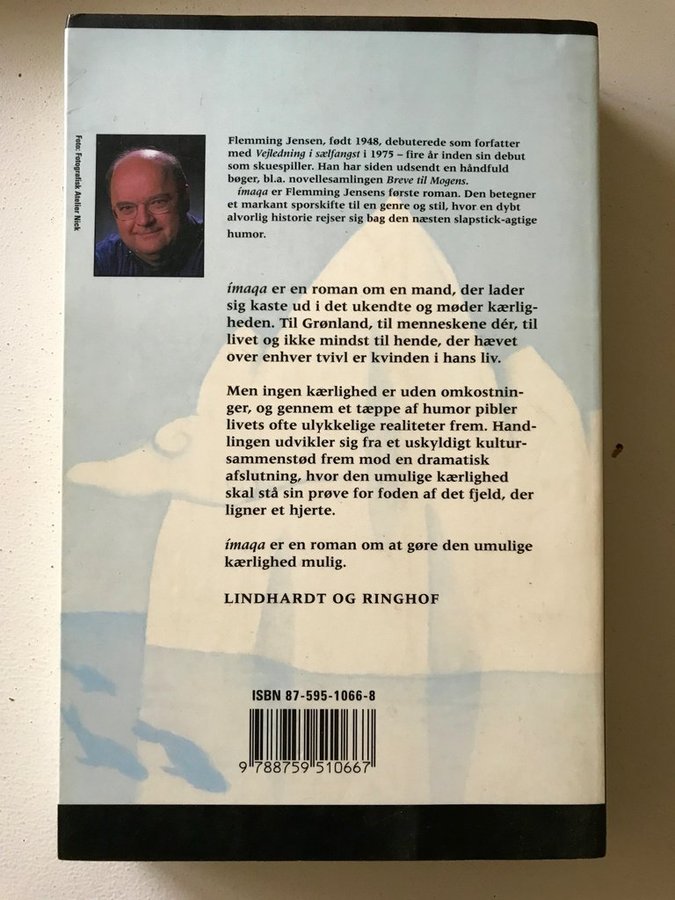 Foto: Fotografisk Atelier Nick
Flemming Jensen, født 1948, debuterede som forfatter
med Vejledning i sælfangst i 1975 – fire år inden sin debut
som skuespiller. Han har siden udsendt en håndfuld
bøger, bl.a. novellesamlingen Breve til Mogens.
ímaqa er Flemming Jensens første roman. Den betegner
et markant sporskifte til en genre og stil, hvor en dybt
alvorlig historie rejser sig bag den næsten slapstick-agtige
humor.
ímaqa er en roman om en mand, der lader
sig kaste ud i det ukendte og møder kærlig-
heden. Til Grønland, til menneskene dér, til
livet og ikke mindst til hende, der hævet
over enhver tvivl er kvinden i hans liv.
Men ingen kærlighed er uden omkostnin-
ger, og gennem et tæppe af humor pibler
livets ofte ulykkelige realiteter frem. Hand-
lingen udvikler sig fra et uskyldigt kultur-
sammenstød frem mod en dramatisk
afslutning, hvor den umulige kærlighed
skal stå sin prøve for foden af det fjeld, der
ligner et hjerte.
ímaqa er en roman om at gøre den umulige
kærlighed mulig.
LINDHARDT OG RINGHOF
ISBN 87-595-1066-8
9 788759 510667